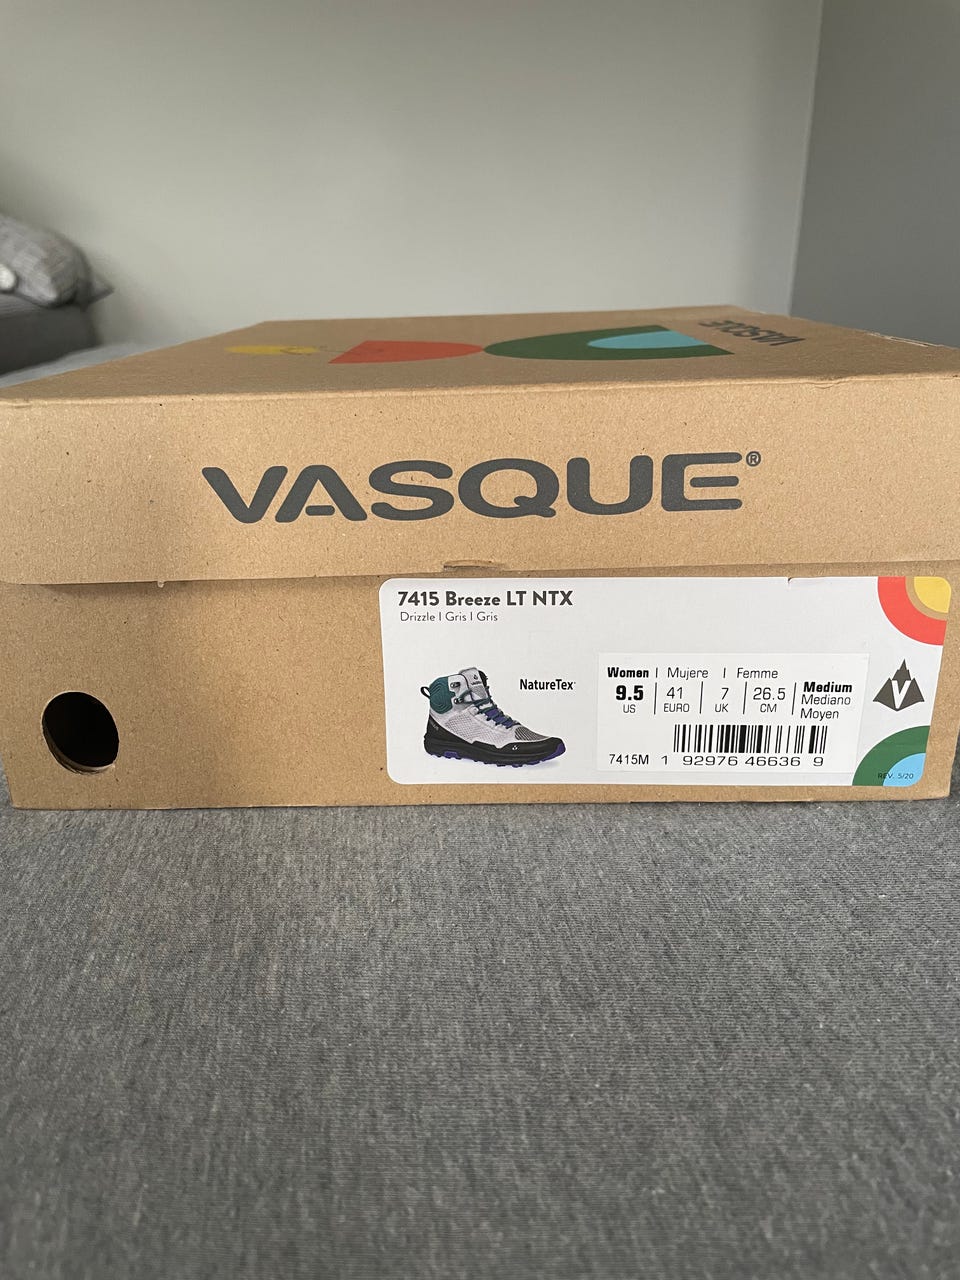 VASQUE
VASQUE®
7415 Breeze LT NTX
Drizzle | Gris | Gris
NatureTex
Women | Mujere | Femme
9.5 US | 41 EURO | 7 UK | 26.5 CM | Medium Mediano Moyen
7415M 1 92976 46636 9
REV. 5/20